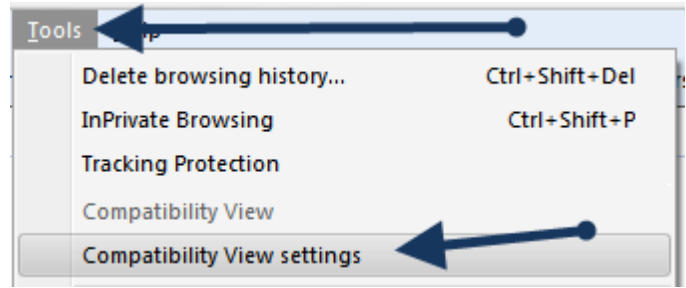 Tools
Delete browsing history... Ctrl+Shift+Del
InPrivate Browsing Ctrl+Shift+P
Tracking Protection
Compatibility View
Compatibility View settings